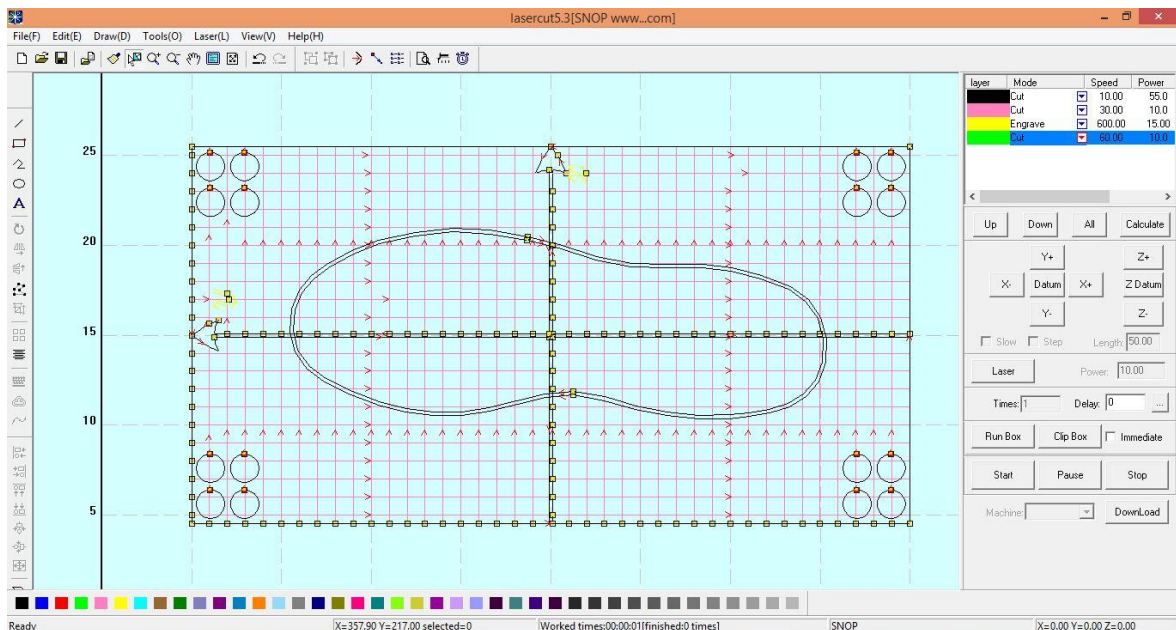 lasercut5.3[SNOP www...com]
File(F) Edit(E) Draw(D) Tools(O) Laser(L) View(V) Help(H)
layer Mode Speed Power
Cut 10.00 55.0
Cut 30.00 10.0
Engrave 600.00 15.00
Cut 60.00 10.0
25
20
15
10
5
Up Down All Calculate
Y+ Z+
X- Datum X+ Z Datum
Y- Z-
Slow Step Length: 50.00
Laser Power: 10.00
Times: 1 Delay: 0 ...
Run Box Clip Box Immediate
Start Pause Stop
Machine: DownLoad
Ready X=357.90 Y=217.00 selected=0 Worked times:00:00:01[finished:0 times] SNOP X=0.00 Y=0.00 Z=0.00